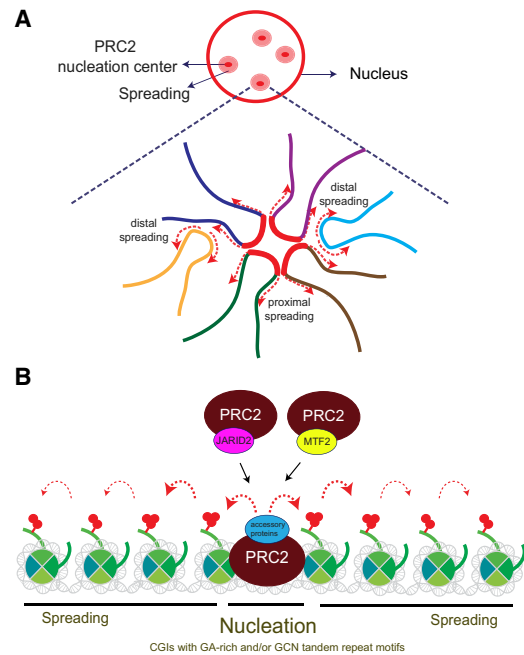 A
PRC2
nucleation center
Spreading
Nucleus
distal
spreading
distal
spreading
proximal
spreading
B
PRC2
JARID2
PRC2
MTF2
accessory
proteins
PRC2
Spreading
Nucleation
Spreading
CGIs with GA-rich and/or GCN tandem repeat motifs